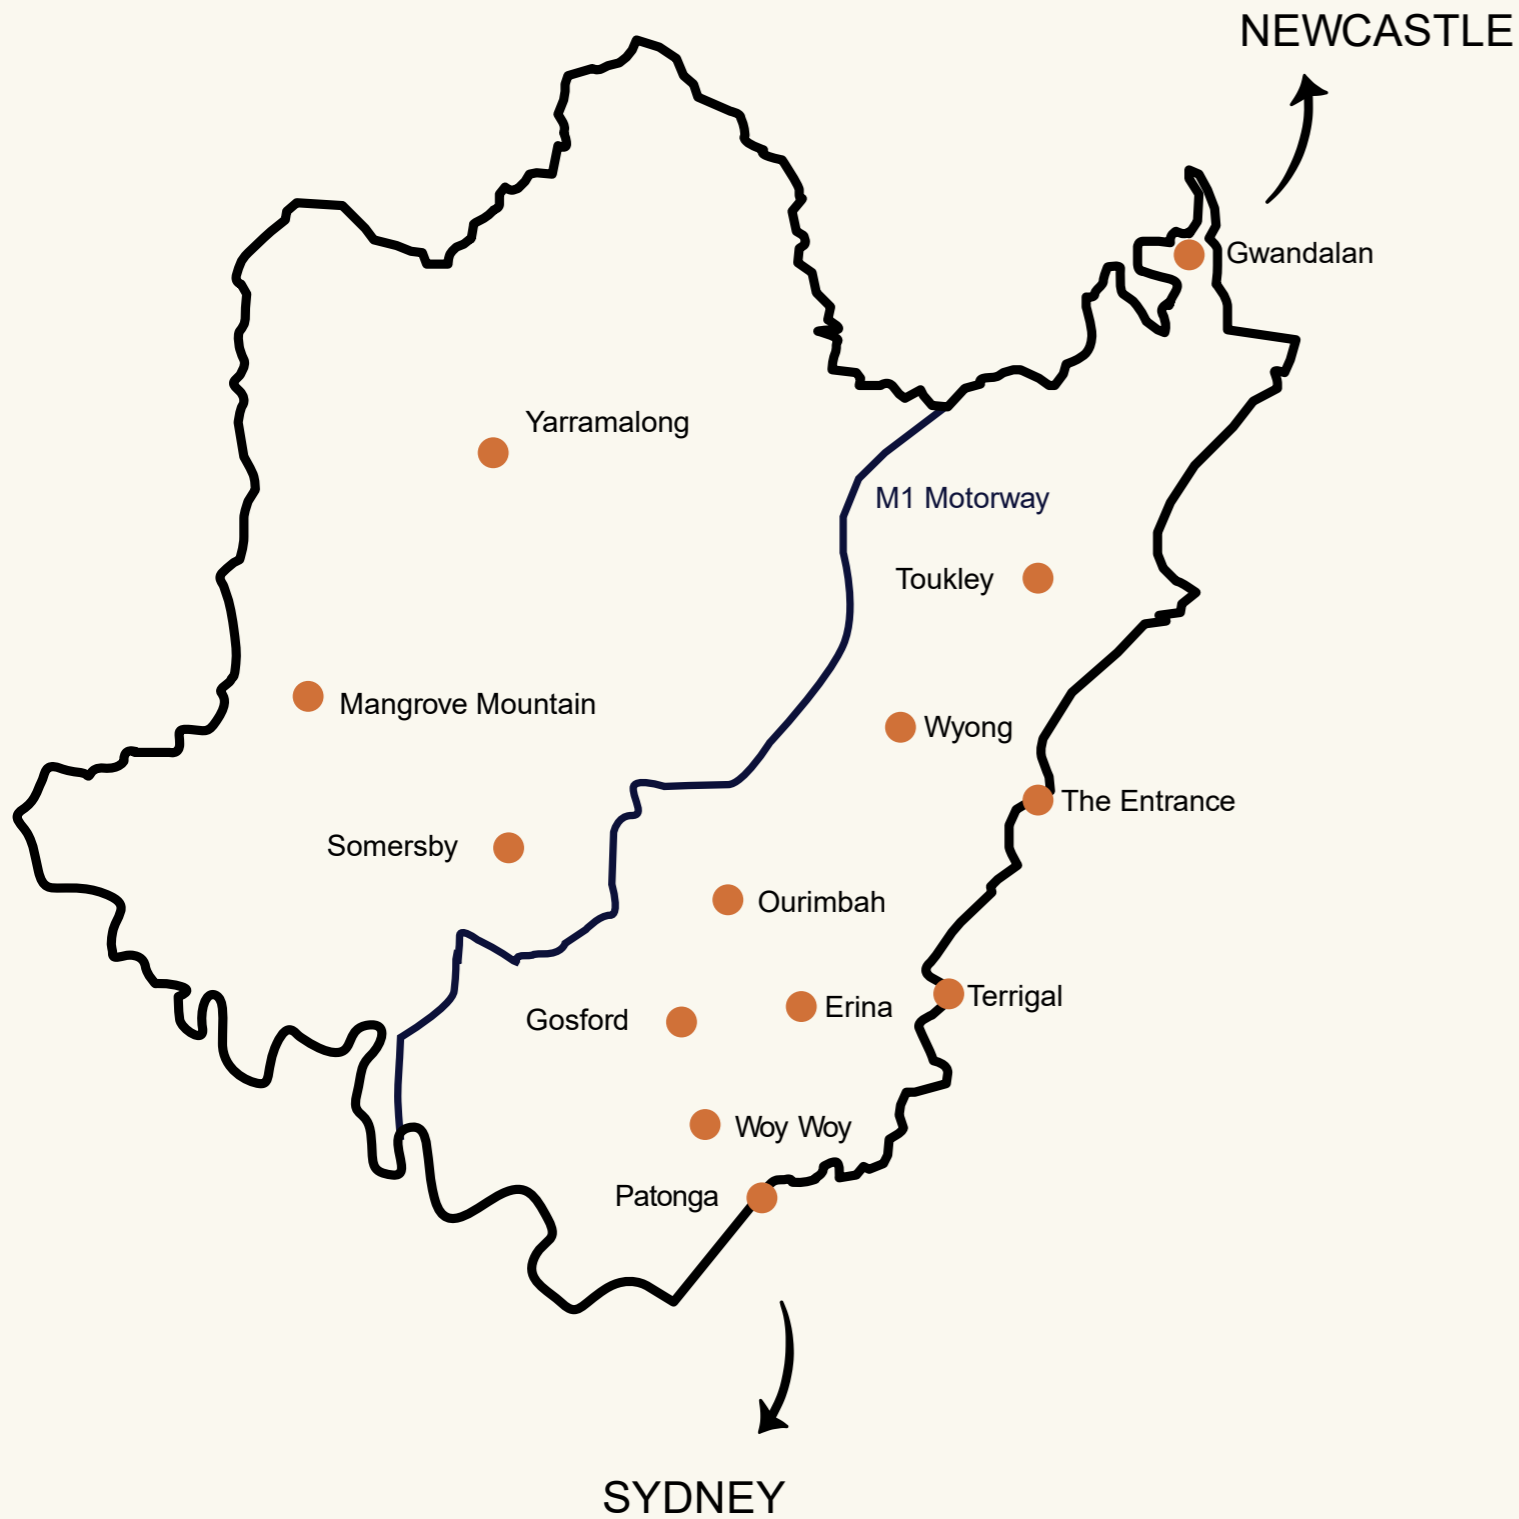 NEWCASTLE
Gwandalan
Yarramalong
M1 Motorway
Toukley
Mangrove Mountain
Wyong
The Entrance
Somersby
Ourimbah
Terrigal
Erina
Gosford
Woy Woy
Patonga
SYDNEY